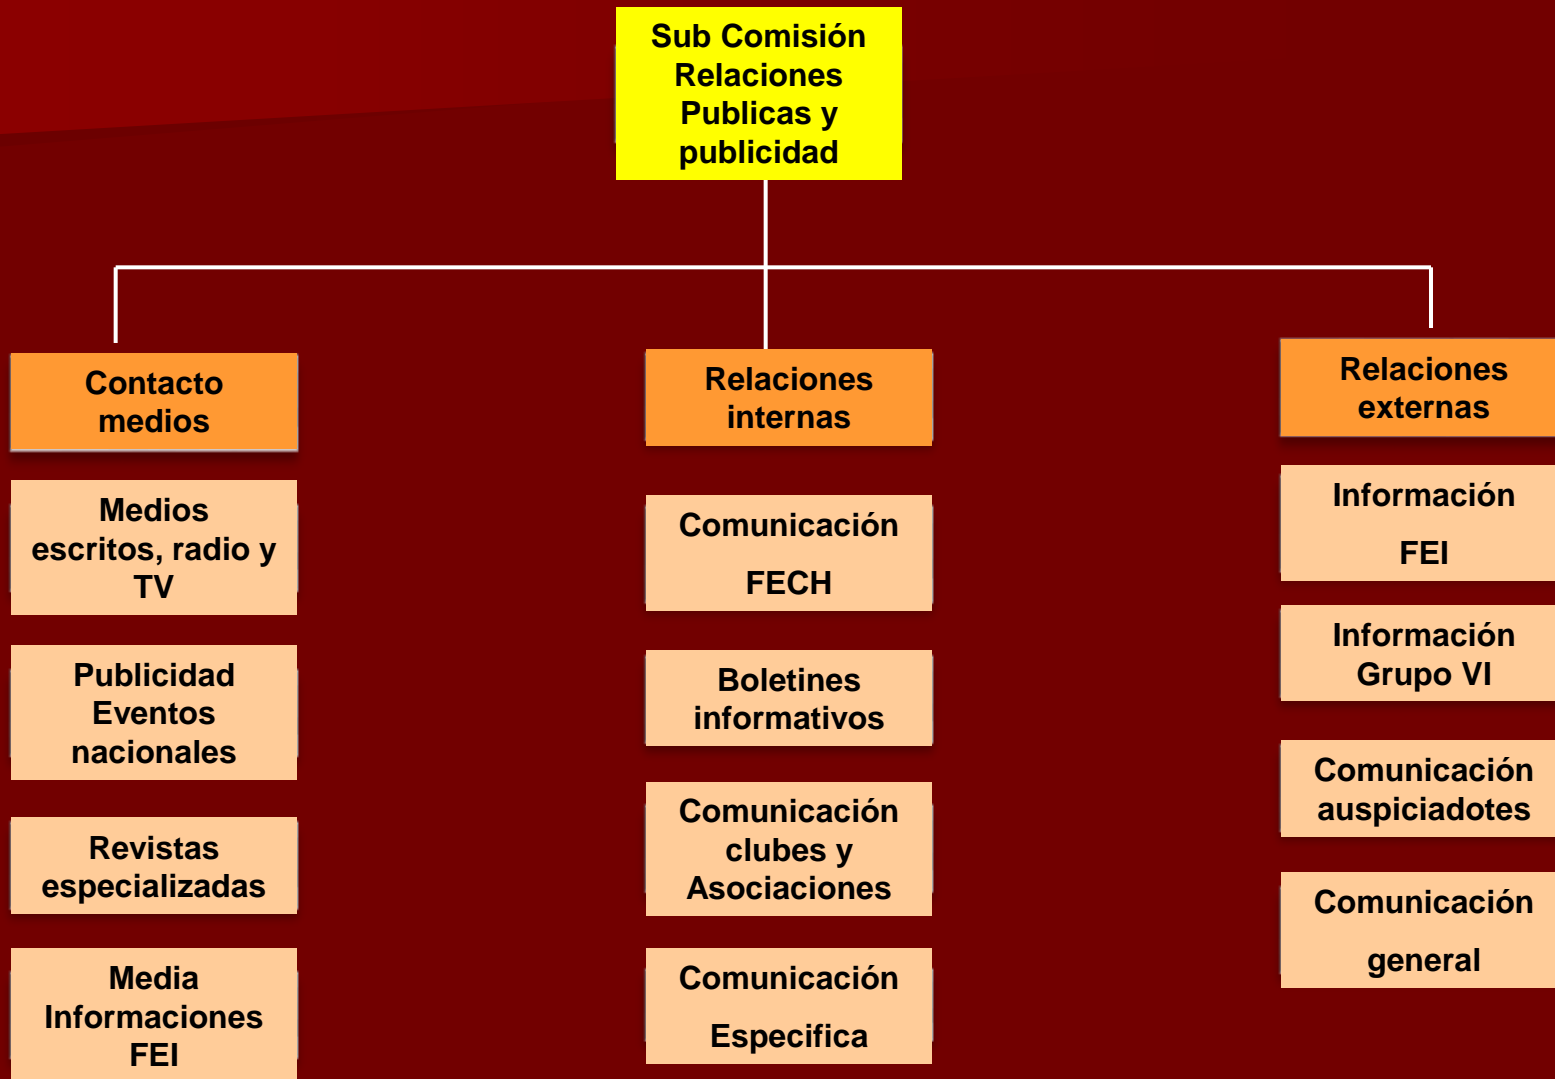 Sub Comisión
Relaciones
Publicas y
publicidad
Contacto
medios
Medios
escritos, radio y
TV
Publicidad
Eventos
nacionales
Revistas
especializadas
Media
Informaciones
FEI
Relaciones
internas
Comunicación
FECH
Boletines
informativos
Comunicación
clubes y
Asociaciones
Comunicación
Especifica
Relaciones
externas
Información
FEI
Información
Grupo VI
Comunicación
auspiciadotes
Comunicación
general